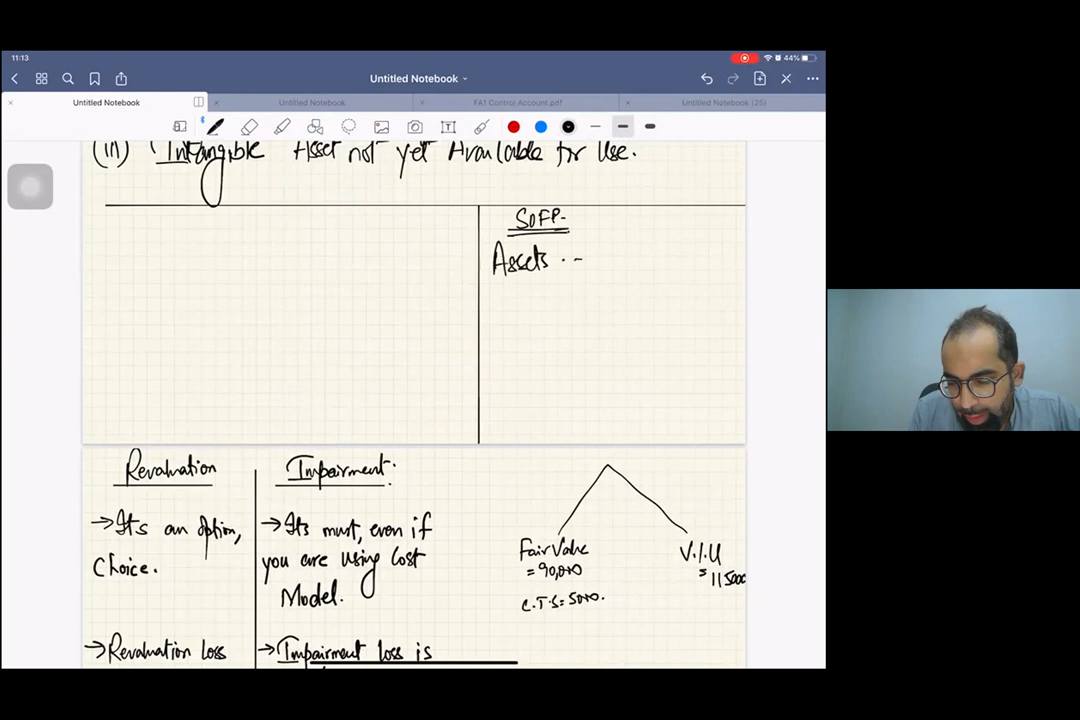 11:13
44%
Untitled Notebook
Untitled Notebook
Untitled Notebook
FA1 Control Account.pdf
Untitled Notebook (25)
(iii) Intangible Asset not yet Available for Use.
SOFP
Assets
Revaluation
Impairment:
→ It's an option,
choice.
→ Its must, even if
you are using Cost
Model.
Fair Value
= 90,000
C.T.S = 5000.
V.I.U
= 115000
→ Revaluation loss
→ Impairment loss is